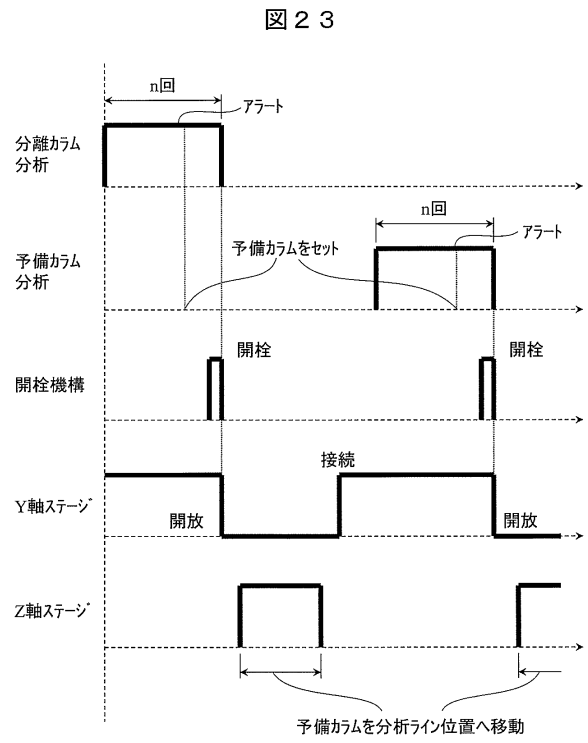 図２３
n回
アラート
分離カラム
分析
n回
アラート
予備カラムをセット
予備カラム
分析
開栓
開栓
開栓機構
接続
Y軸ステージ
開放
開放
Z軸ステージ
予備カラムを分析ライン位置へ移動